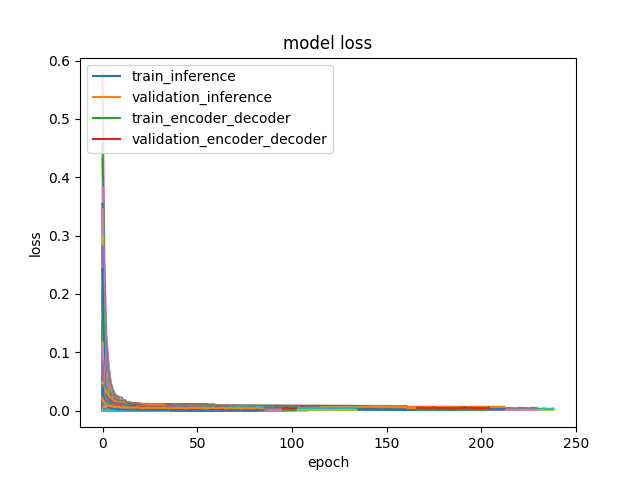 model loss
train_inference
validation_inference
train_encoder_decoder
validation_encoder_decoder
0.6
0.5
0.4
0.3
0.2
0.1
0.0
loss
0 50 100 150 200 250
epoch